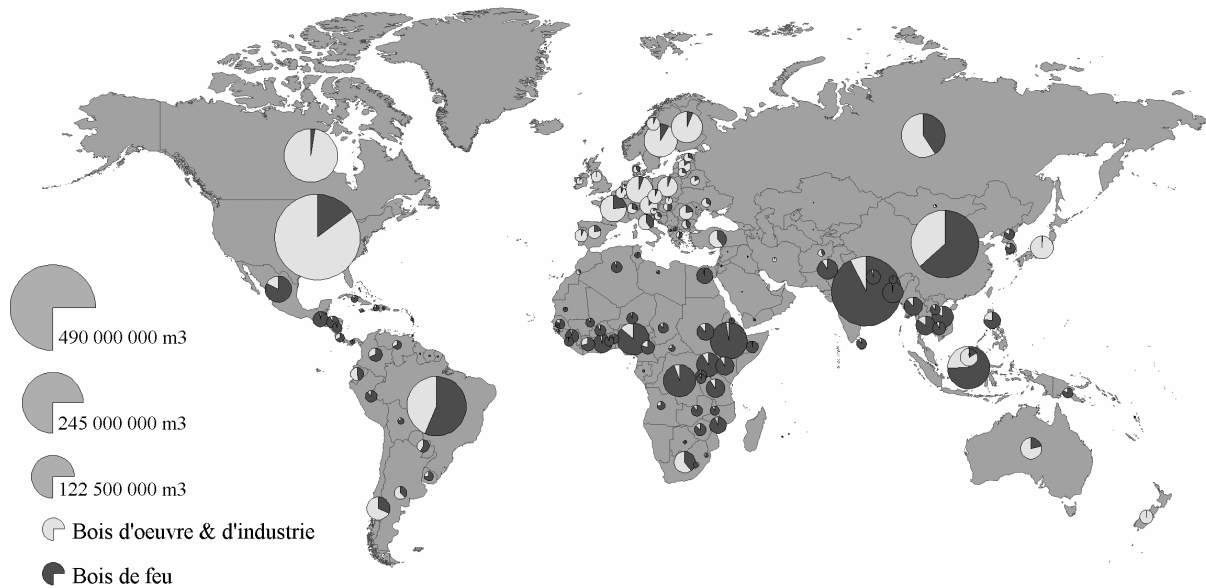 490 000 000 m3
245 000 000 m3
122 500 000 m3
Bois d'oeuvre & d'industrie
Bois de feu